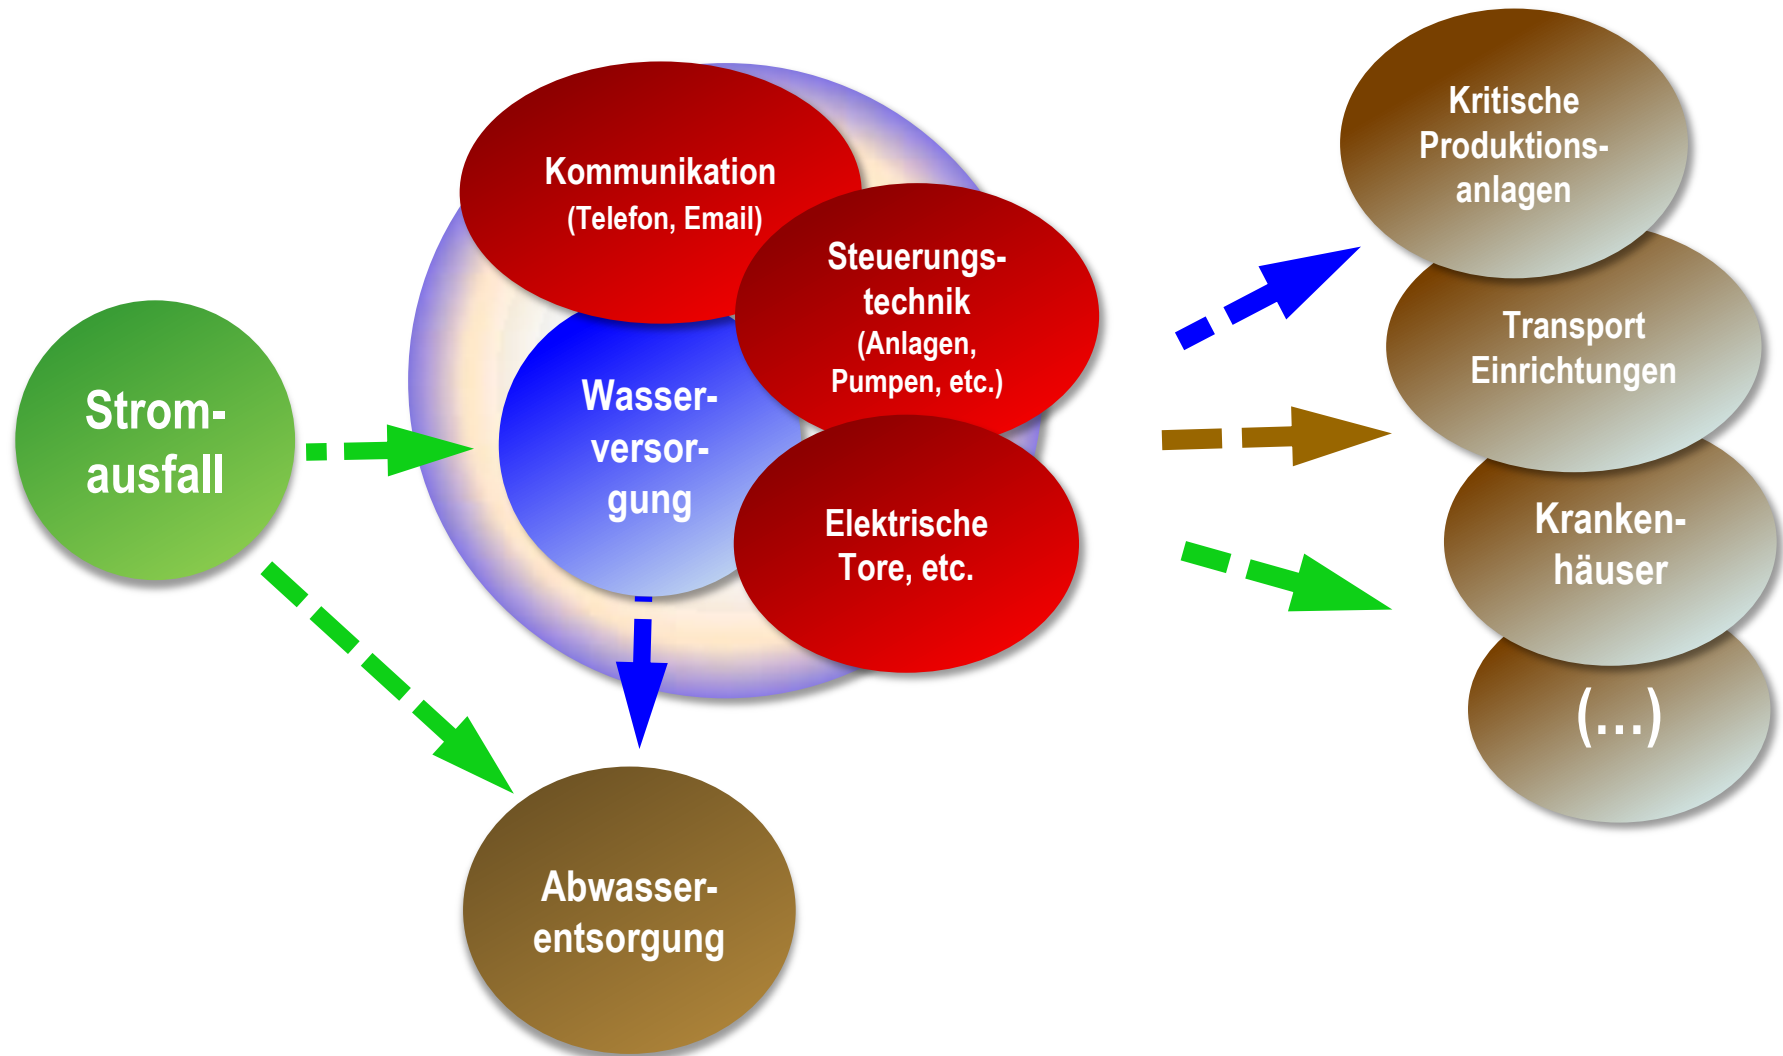 Strom-
ausfall
Kommunikation
(Telefon, Email)
Steuerungs-
technik
(Anlagen,
Pumpen, etc.)
Wasser-
versor-
gung
Elektrische
Tore, etc.
Abwasser-
entsorgung
Kritische
Produktions-
anlagen
Transport
Einrichtungen
Kranken-
häuser
(...)